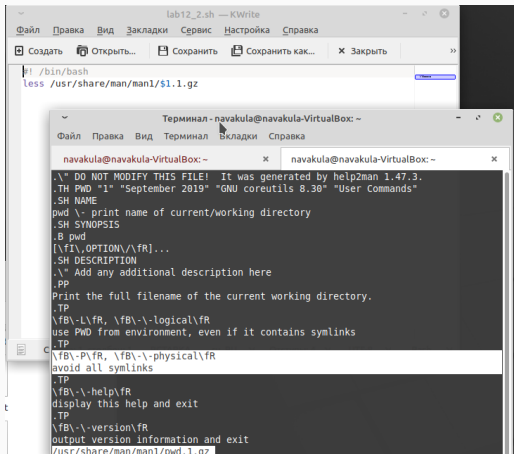 lab12_2.sh — KWrite
Файл Правка Вид Закладки Сервис Настройка Справка
Создать Открыть... Сохранить Сохранить как... Закрыть »
#! /bin/bash
less /usr/share/man/man1/$1.1.gz
Терминал - navakula@navakula-VirtualBox: ~
Файл Правка Вид Терминал Вкладки Справка
navakula@navakula-VirtualBox: ~ × navakula@navakula-VirtualBox: ~ ×
.\" DO NOT MODIFY THIS FILE!  It was generated by help2man 1.47.3.
.TH PWD "1" "September 2019" "GNU coreutils 8.30" "User Commands"
.SH NAME
pwd \- print name of current/working directory
.SH SYNOPSIS
.B pwd
[\fI\,OPTION\/\fR]...
.SH DESCRIPTION
.\" Add any additional description here
.PP
Print the full filename of the current working directory.
.TP
\fB\-L\fR, \fB\-\-logical\fR
use PWD from environment, even if it contains symlinks
.TP
\fB\-P\fR, \fB\-\-physical\fR
avoid all symlinks
.TP
\fB\-\-help\fR
display this help and exit
.TP
\fB\-\-version\fR
output version information and exit
/usr/share/man/man1/pwd.1.gz